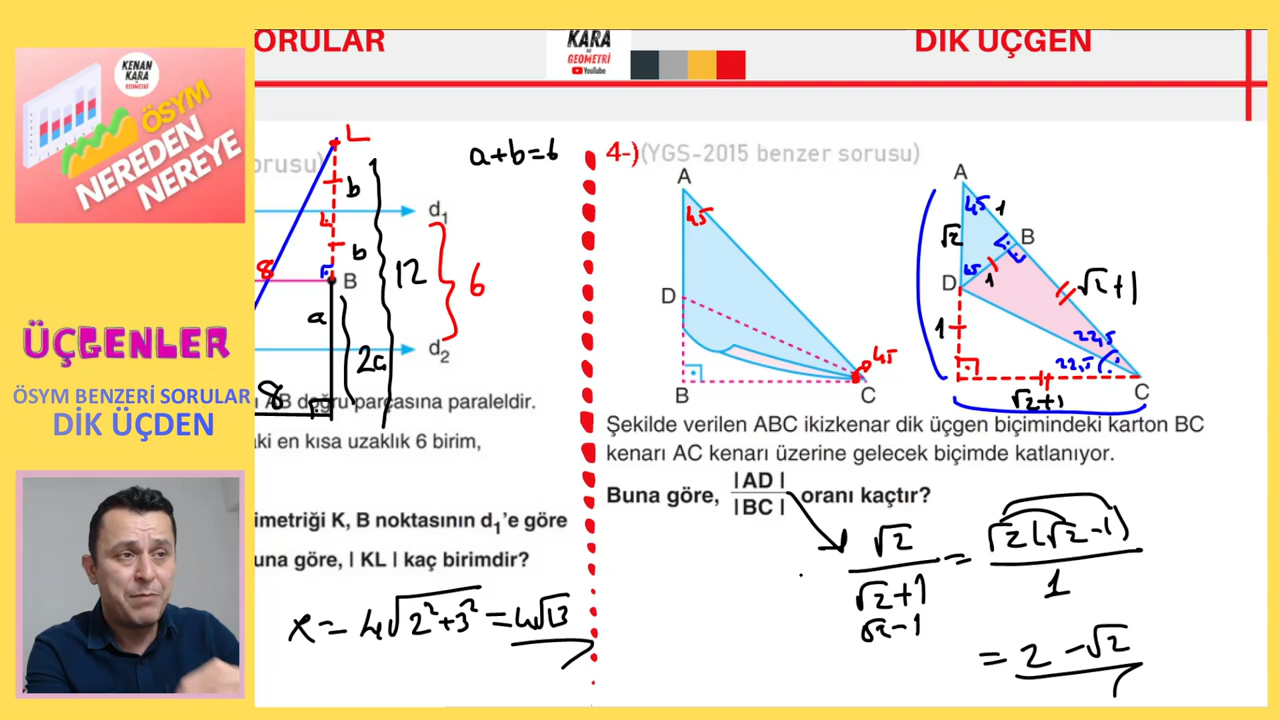 ORULAR
KARA
ve
GEOMETRİ
YouTube
DİK ÜÇGEN
KENAN
KARA
ile
GEOMETRİ
ÖSYM
NEREDEN
NEREYE
ÜÇGENLER
ÖSYM BENZERİ SORULAR
DİK ÜÇDEN
orusu)
L
b
b
d₁
8
B
12
6
a
2a
d₂
8
a+b=6
AB doğru parçasına paraleldir.
aki en kısa uzaklık 6 birim,
imetriği K, B noktasının d₁'e göre
una göre, | KL | kaç birimdir?
x = 4√2²+3² = 4√13
4-) (YGS-2015 benzer sorusu)
A
45
D
B
C
45
A
45
1
√2
B
45
1
D
√2+1
1
22,5
22,5
√2+1
C
Şekilde verilen ABC ikizkenar dik üçgen biçimindeki karton BC
kenarı AC kenarı üzerine gelecek biçimde katlanıyor.
Buna göre, |AD| / |BC| oranı kaçtır?
√2 / √2+1 = √2(√2-1) / 1
√2-1
= 2-√2